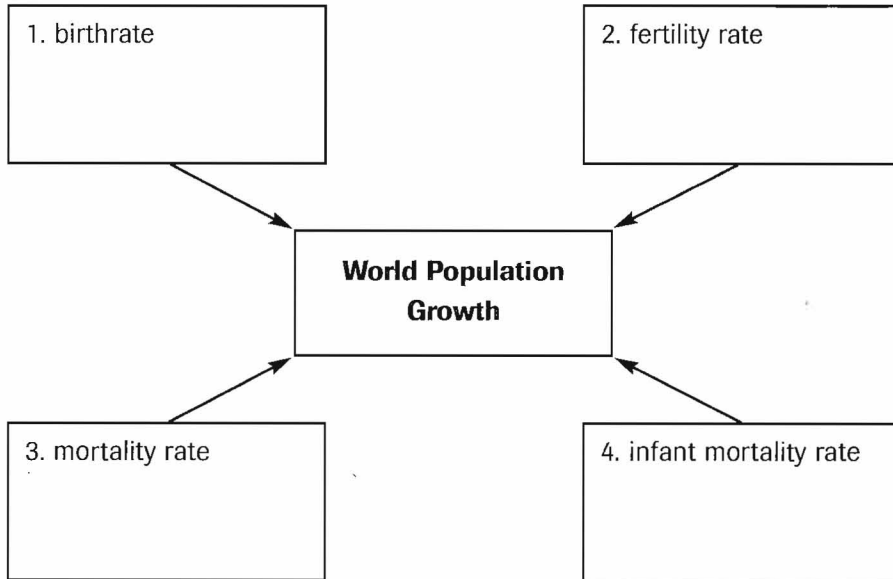 1. birthrate
2. fertility rate
World Population
Growth
3. mortality rate
4. infant mortality rate